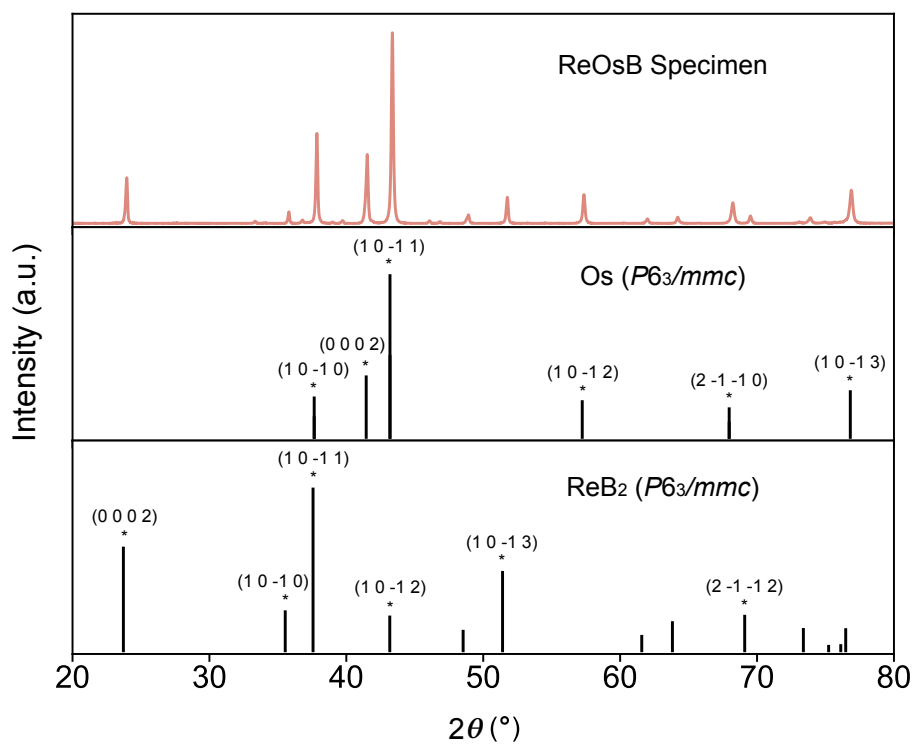 ReOsB Specimen
Os (P6₃/mmc)
(1 0 -1 1)
*
(0 0 0 2)
*
(1 0 -1 0)
*
(1 0 -1 2)
*
(2 -1 -1 0)
*
(1 0 -1 3)
*
ReB₂ (P6₃/mmc)
(1 0 -1 1)
*
(0 0 0 2)
*
(1 0 -1 0)
*
(1 0 -1 2)
*
(1 0 -1 3)
*
(2 -1 -1 2)
*
Intensity (a.u.)
20 30 40 50 60 70 80
2θ (°)